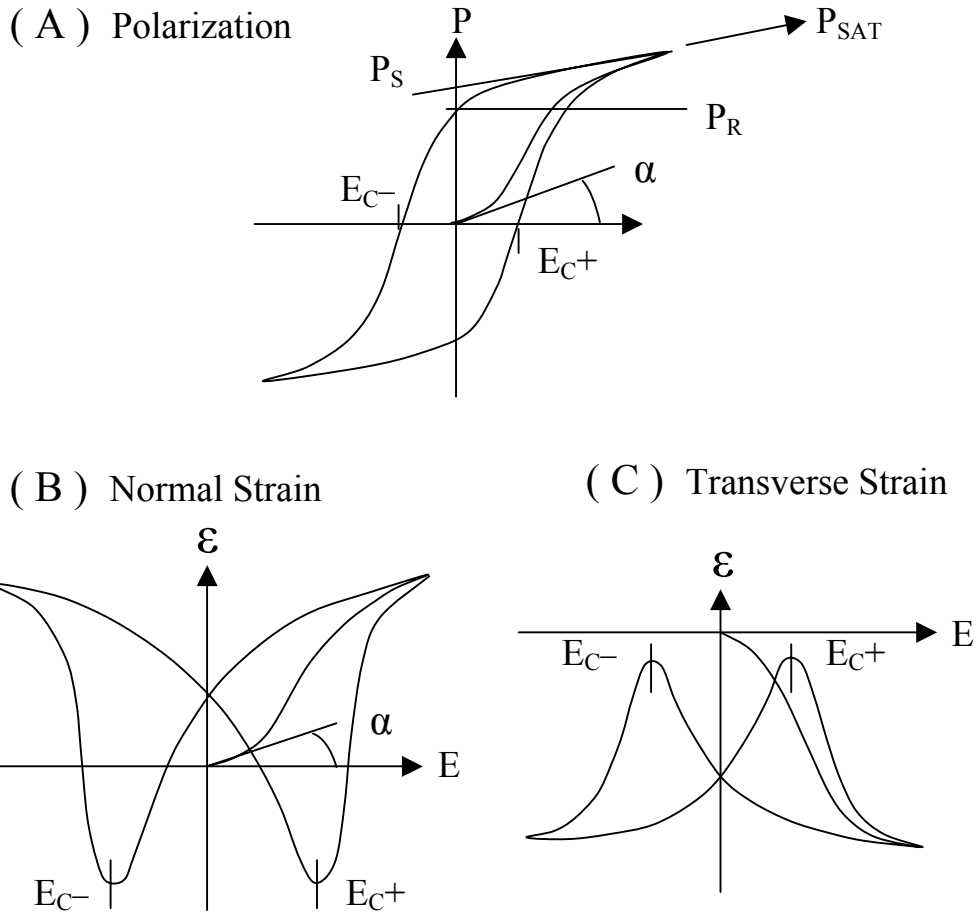 ( A ) Polarization
P
P_SAT
P_S
P_R
α
E_C−
E_C+
( B ) Normal Strain
ε
α
E
E_C−
E_C+
( C ) Transverse Strain
ε
E
E_C−
E_C+